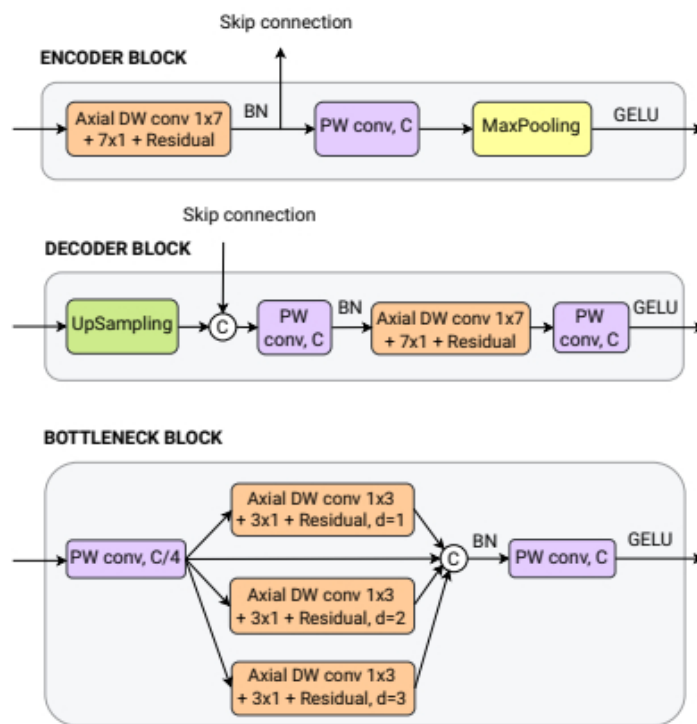 Skip connection
ENCODER BLOCK
Axial DW conv 1x7
+ 7x1 + Residual
BN
PW conv, C
MaxPooling
GELU
Skip connection
DECODER BLOCK
UpSampling
C
PW
conv, C
BN
Axial DW conv 1x7
+ 7x1 + Residual
PW
conv, C
GELU
BOTTLENECK BLOCK
PW conv, C/4
Axial DW conv 1x3
+ 3x1 + Residual, d=1
Axial DW conv 1x3
+ 3x1 + Residual, d=2
Axial DW conv 1x3
+ 3x1 + Residual, d=3
C
BN
PW conv, C
GELU